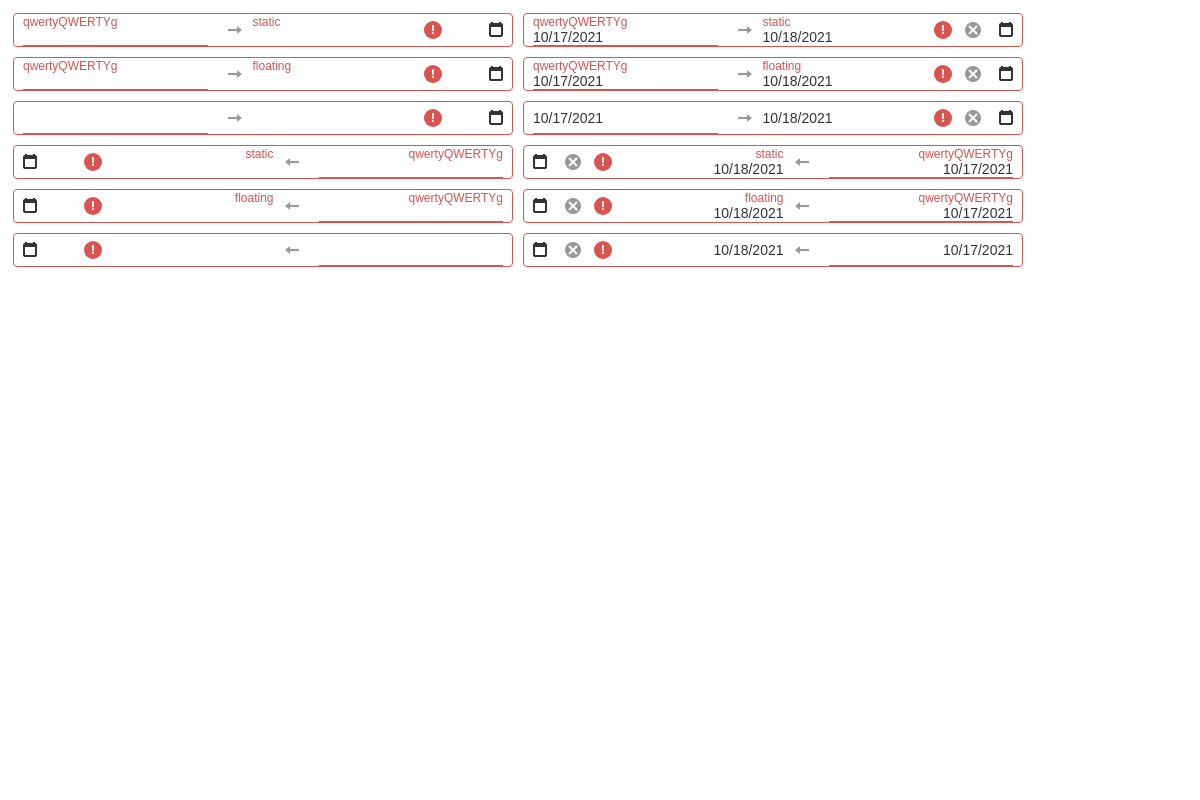 qwertyQWERTYg static qwertyQWERTYg static
10/17/2021 10/18/2021
qwertyQWERTYg floating qwertyQWERTYg floating
10/17/2021 10/18/2021
10/17/2021 10/18/2021
static qwertyQWERTYg static qwertyQWERTYg
10/18/2021 10/17/2021
floating qwertyQWERTYg floating qwertyQWERTYg
10/18/2021 10/17/2021
10/18/2021 10/17/2021